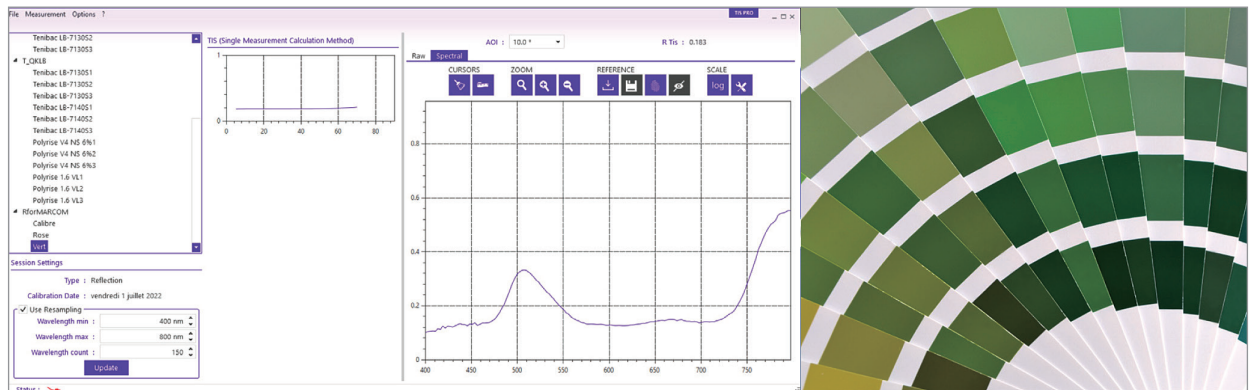 File Measurement Options ?
TIS PRO
Tenibac LB-7130S2
Tenibac LB-7130S3
T_QKLB
Tenibac LB-7130S1
Tenibac LB-7130S2
Tenibac LB-7130S3
Tenibac LB-7140S1
Tenibac LB-7140S2
Tenibac LB-7140S3
Polyrise V4 NS 6%1
Polyrise V4 NS 6%2
Polyrise V4 NS 6%3
Polyrise 1.6 VL1
Polyrise 1.6 VL2
Polyrise 1.6 VL3
RforMARCOM
Calibre
Rose
Vert
Session Settings
Type : Reflection
Calibration Date : vendredi 1 juillet 2022
Use Resampling
Wavelength min : 400 nm
Wavelength max : 800 nm
Wavelength count : 150
Update
Status :
TIS (Single Measurement Calculation Method)
1
0
0 20 40 60 80
AOI : 10.0 ° R Tis : 0.183
Raw Spectral
CURSORS ZOOM REFERENCE SCALE
log
0.8
0.6
0.4
0.2
0
400 450 500 550 600 650 700 750